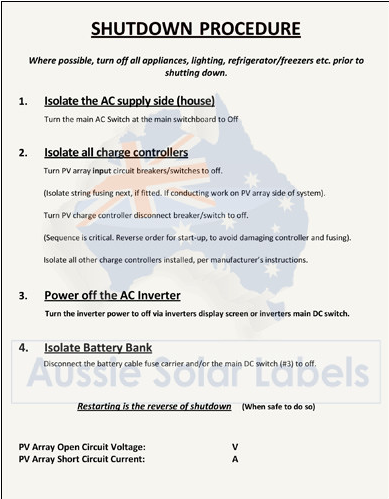 SHUTDOWN PROCEDURE
Where possible, turn off all appliances, lighting, refrigerator/freezers etc. prior to
shutting down.
1. Isolate the AC supply side (house)
Turn the main AC Switch at the main switchboard to Off
2. Isolate all charge controllers
Turn PV array input circuit breakers/switches to off.
(Isolate string fusing next, if fitted. If conducting work on PV array side of system).
Turn PV charge controller disconnect breaker/switch to off.
(Sequence is critical. Reverse order for start-up, to avoid damaging controller and fusing).
Isolate all other charge controllers installed, per manufacturer's instructions.
3. Power off the AC Inverter
Turn the inverter power to off via inverters display screen or inverters main DC switch.
4. Isolate Battery Bank
Disconnect the battery cable fuse carrier and/or the main DC switch (#3) to off.
Aussie Solar Labels
Restarting is the reverse of shutdown (When safe to do so)
PV Array Open Circuit Voltage: V
PV Array Short Circuit Current: A